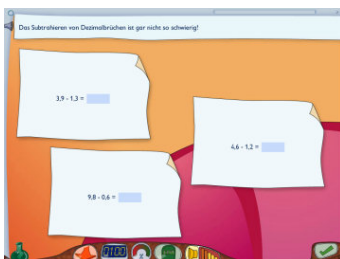 Das Subtrahieren von Dezimalbrüchen ist gar nicht so schwierig!
3,9 - 1,3 =
4,6 - 1,2 =
9,8 - 0,6 =
01:00